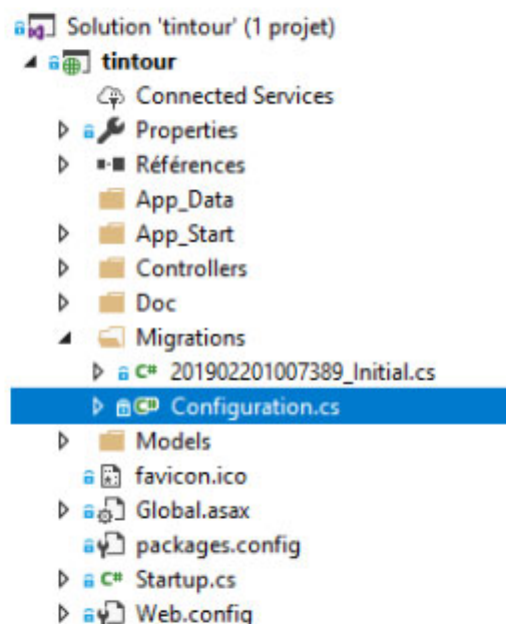 Solution 'tintour' (1 projet)
tintour
Connected Services
Properties
Références
App_Data
App_Start
Controllers
Doc
Migrations
C# 201902201007389_Initial.cs
C# Configuration.cs
Models
favicon.ico
Global.asax
packages.config
C# Startup.cs
Web.config